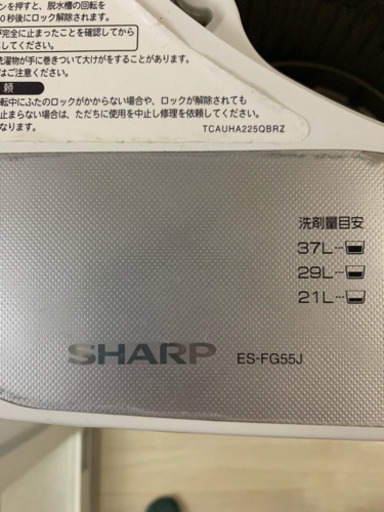 ンを押すと、脱水槽の回転を
0秒後にロック解除されます。
が完全に止まったことを確認してから
してください。
洗濯物が手に巻きついて大けがをすることがあります。
はご注意ください。
頼
転中にふたのロックがかからない場合や、ロックが解除されても
止まらない場合は、ただちに使用を中止し修理を依頼してください。
なります。
TCAUHA225QBRZ
洗剤量目安
37L…
29L…
21L…
SHARP ES-FG55J